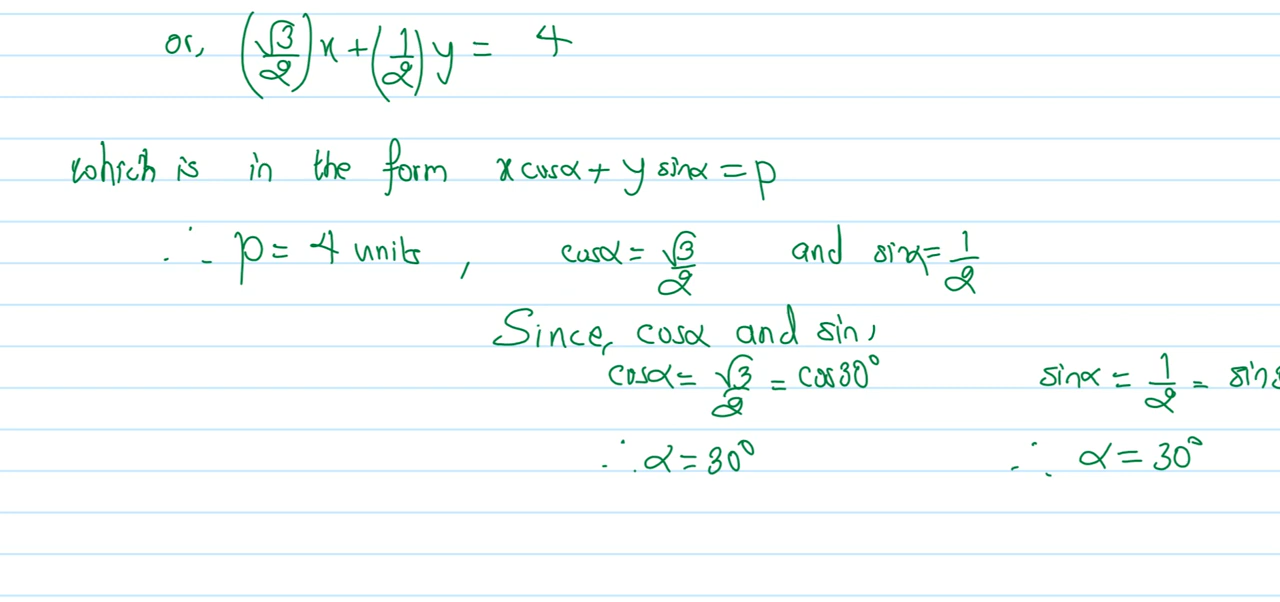 or, (√3/2)x + (1/2)y = 4
which is in the form x cosα + y sinα = p
∴ p = 4 units, cosα = √3/2 and sinα = 1/2
Since, cosα and sin,
cosα = √3/2 = cos30° sinα = 1/2 =
∴ α = 30° ∴ α = 30°